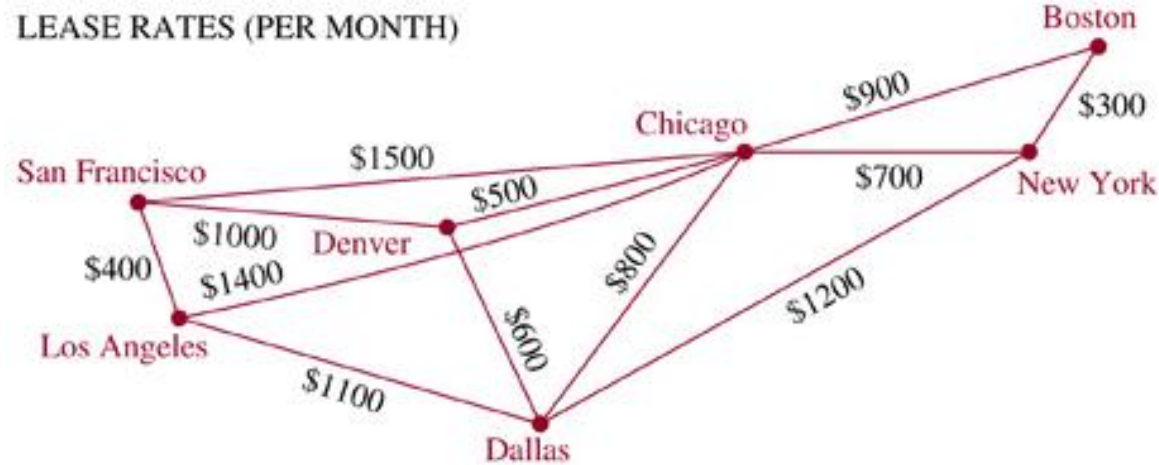 LEASE RATES (PER MONTH)
Boston
$900
$300
Chicago
$1500
San Francisco
$500
$700
New York
$1000
Denver
$400
$1400
$800
$1200
Los Angeles
$600
$1100
Dallas